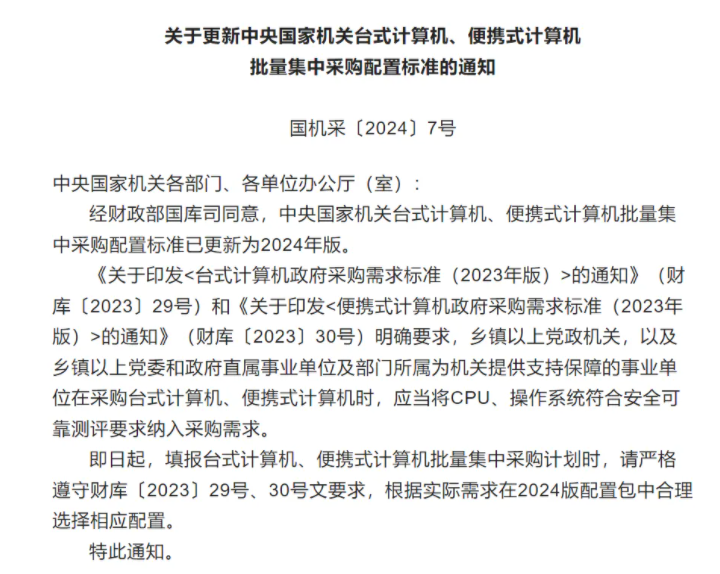 关于更新中央国家机关台式计算机、便携式计算机
批量集中采购配置标准的通知
国机采〔2024〕7号
中央国家机关各部门、各单位办公厅（室）：
经财政部国库司同意，中央国家机关台式计算机、便携式计算机批量集
中采购配置标准已更新为2024年版。
《关于印发<台式计算机政府采购需求标准（2023年版）>的通知》（财
库〔2023〕29号）和《关于印发<便携式计算机政府采购需求标准（2023年
版）>的通知》（财库〔2023〕30号）明确要求，乡镇以上党政机关，以及
乡镇以上党委和政府直属事业单位及部门所属为机关提供支持保障的事业单
位在采购台式计算机、便携式计算机时，应当将CPU、操作系统符合安全可
靠测评要求纳入采购需求。
即日起，填报台式计算机、便携式计算机批量集中采购计划时，请严格
遵守财库〔2023〕29号、30号文要求，根据实际需求在2024版配置包中合理
选择相应配置。
特此通知。